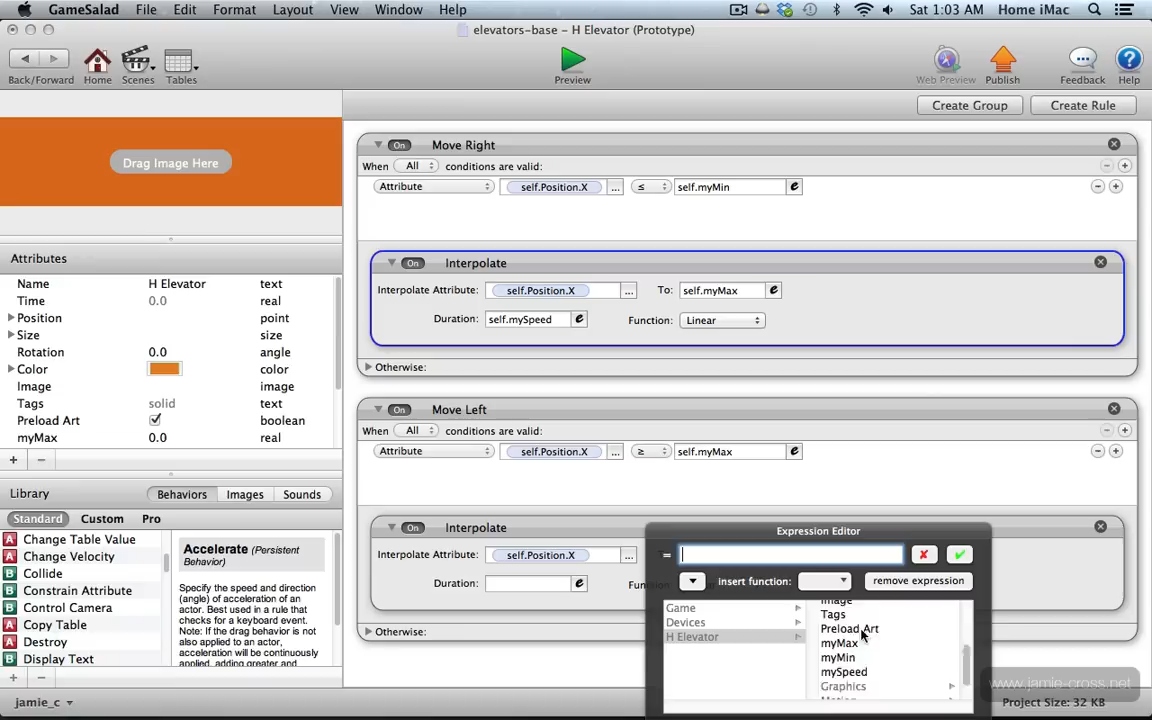 GameSalad File Edit Format Layout View Window Help Sat 1:03 AM Home iMac
elevators-base – H Elevator (Prototype)
Back/Forward Home Scenes Tables Preview Web Preview Publish Feedback Help
Create Group Create Rule
Drag Image Here
Attributes
Name H Elevator text
Time 0.0 real
Position point
Size size
Rotation 0.0 angle
Color color
Image image
Tags solid text
Preload Art boolean
myMax 0.0 real
Library Behaviors Images Sounds
Standard Custom Pro
A Change Table Value
A Change Velocity
B Collide
B Constrain Attribute
B Control Camera
A Copy Table
A Destroy
B Display Text
Accelerate (Persistent
Behavior)
Specify the speed and direction
(angle) of acceleration of an
actor. Best used in a rule that
checks for a keyboard event.
Note: If the drag behavior is not
also applied to an actor,
acceleration will be continuously
applied, adding greater and
jamie_c
On Move Right
When All conditions are valid:
Attribute self.Position.X ... ≤ self.myMin e
On Interpolate
Interpolate Attribute: self.Position.X ... To: self.myMax e
Duration: self.mySpeed e Function: Linear
Otherwise:
On Move Left
When All conditions are valid:
Attribute self.Position.X ... ≥ self.myMax e
On Interpolate
Interpolate Attribute: self.Position.X ...
Duration: e
Otherwise:
Expression Editor
=
insert function: remove expression
Game
Devices
H Elevator
Image
Tags
Preload Art
myMax
myMin
mySpeed
Graphics
www.jamie-cross.net
Project Size: 32 KB